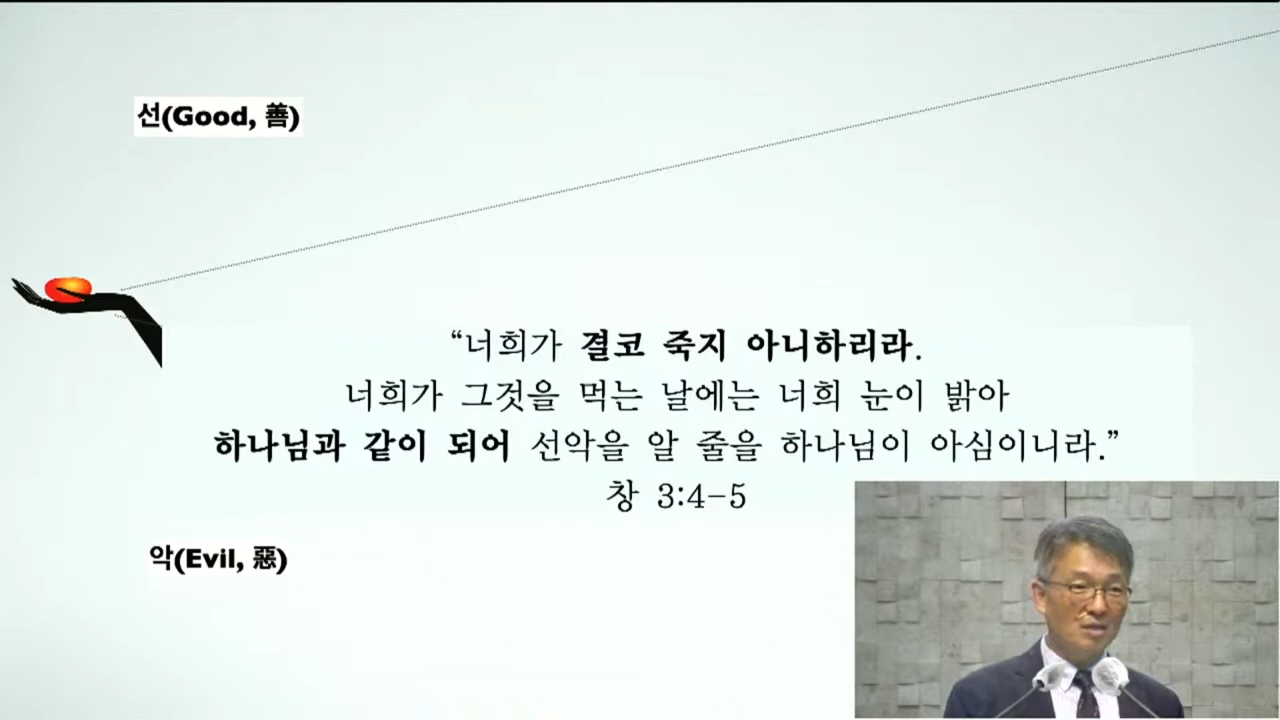 선(Good, 善)
“너희가 결코 죽지 아니하리라.
너희가 그것을 먹는 날에는 너희 눈이 밝아
하나님과 같이 되어 선악을 알 줄을 하나님이 아심이니라.”
창 3:4-5
악(Evil, 惡)